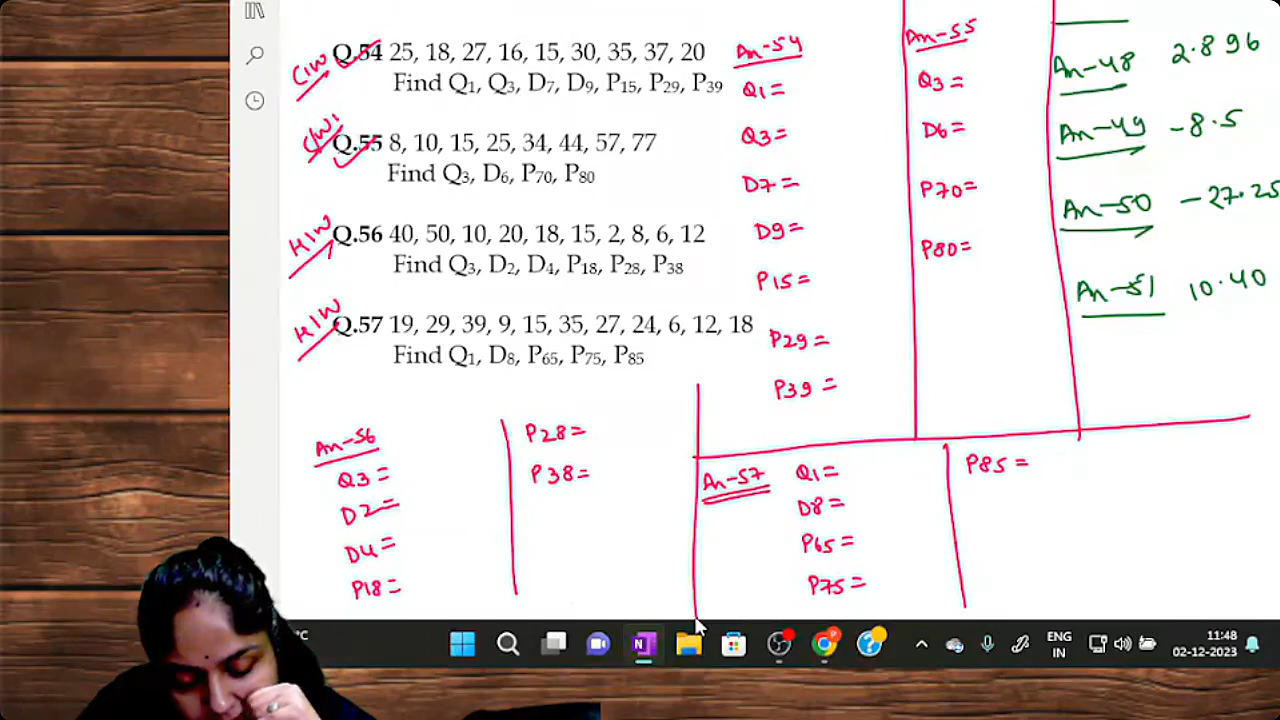 C/W Q.54 25, 18, 27, 16, 15, 30, 35, 37, 20
Find Q1, Q3, D7, D9, P15, P29, P39
C/W Q.55 8, 10, 15, 25, 34, 44, 57, 77
Find Q3, D6, P70, P80
H/W Q.56 40, 50, 10, 20, 18, 15, 2, 8, 6, 12
Find Q3, D2, D4, P18, P28, P38
H/W Q.57 19, 29, 39, 9, 15, 35, 27, 24, 6, 12, 18
Find Q1, D8, P65, P75, P85
An-54
Q1=
Q3=
D7=
D9=
P15=
P29=
P39=
An-55
Q3=
D6=
P70=
P80=
An-48 2.896
An-49 -8.5
An-50 -27.25
An-51 10.40
An-56
Q3=
D2=
D4=
P18=
P28=
P38=
An-57 Q1=
D8=
P65=
P75=
P85=
ENG
IN
11:48
02-12-2023